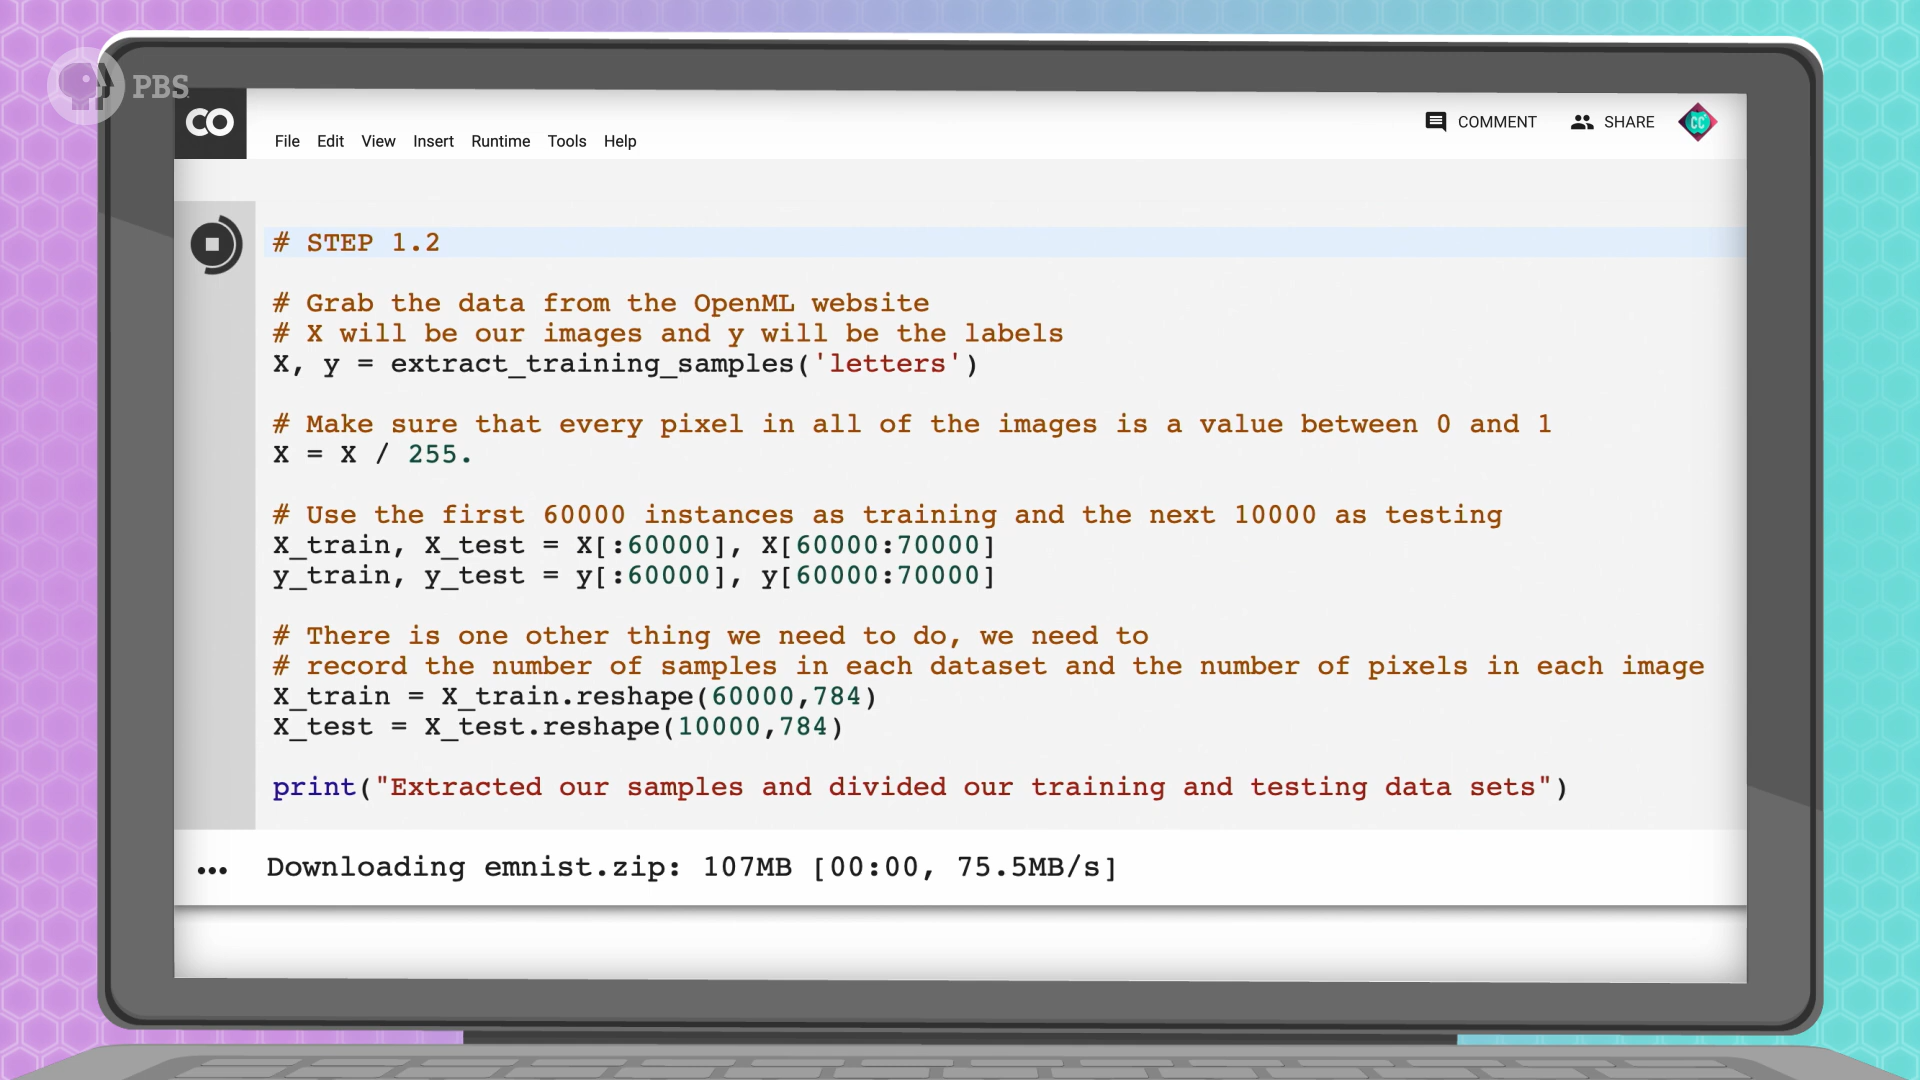 PBS
CO
File Edit View Insert Runtime Tools Help
COMMENT SHARE
CC
# STEP 1.2
# Grab the data from the OpenML website
# X will be our images and y will be the labels
X, y = extract_training_samples('letters')
# Make sure that every pixel in all of the images is a value between 0 and 1
X = X / 255.
# Use the first 60000 instances as training and the next 10000 as testing
X_train, X_test = X[:60000], X[60000:70000]
y_train, y_test = y[:60000], y[60000:70000]
# There is one other thing we need to do, we need to
# record the number of samples in each dataset and the number of pixels in each image
X_train = X_train.reshape(60000,784)
X_test = X_test.reshape(10000,784)
print("Extracted our samples and divided our training and testing data sets")
... Downloading emnist.zip: 107MB [00:00, 75.5MB/s]